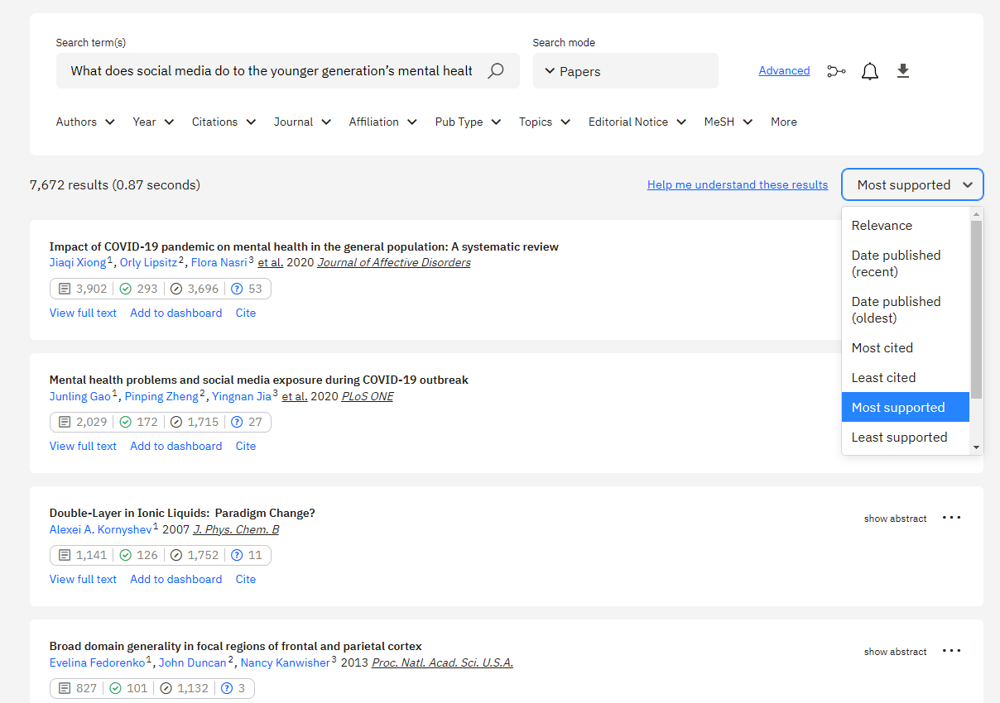 Search term(s)
Search mode
What does social media do to the younger generation’s mental healt
Papers
Advanced
Authors Year Citations Journal Affiliation Pub Type Topics Editorial Notice MeSH More
7,672 results (0.87 seconds)
Help me understand these results
Most supported
Relevance
Date published
(recent)
Date published
(oldest)
Most cited
Least cited
Most supported
Least supported
Impact of COVID-19 pandemic on mental health in the general population: A systematic review
Jiaqi Xiong1, Orly Lipsitz2, Flora Nasri3 et al. 2020 Journal of Affective Disorders
3,902 293 3,696 53
View full text Add to dashboard Cite
Mental health problems and social media exposure during COVID-19 outbreak
Junling Gao1, Pinping Zheng2, Yingnan Jia3 et al. 2020 PLoS ONE
2,029 172 1,715 27
View full text Add to dashboard Cite
Double-Layer in Ionic Liquids: Paradigm Change?
Alexei A. Kornyshev1 2007 J. Phys. Chem. B
show abstract
1,141 126 1,752 11
View full text Add to dashboard Cite
Broad domain generality in focal regions of frontal and parietal cortex
Evelina Fedorenko1, John Duncan2, Nancy Kanwisher3 2013 Proc. Natl. Acad. Sci. U.S.A.
show abstract
827 101 1,132 3